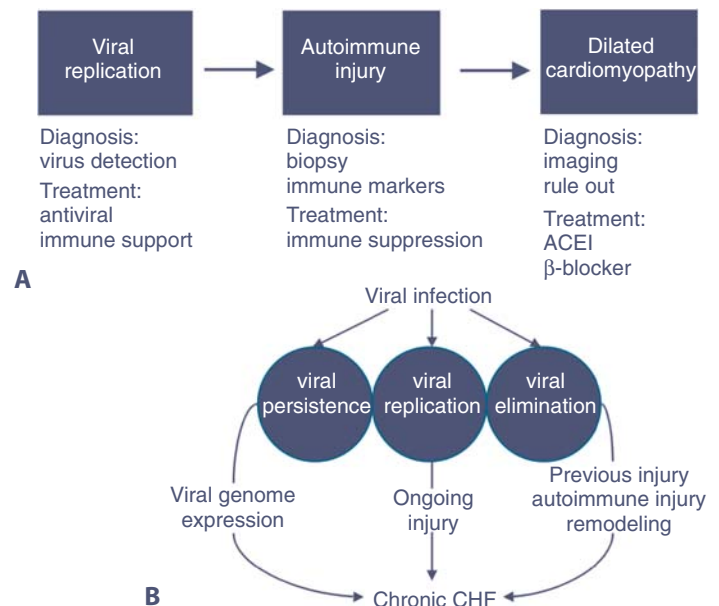 Viral
replication
Autoimmune
injury
Dilated
cardiomyopathy
Diagnosis:
virus detection
Treatment:
antiviral
immune support
Diagnosis:
biopsy
immune markers
Treatment:
immune suppression
Diagnosis:
imaging
rule out
Treatment:
ACEI
β-blocker
A
Viral infection
viral
persistence
viral
replication
viral
elimination
Viral genome
expression
Ongoing
injury
Previous injury
autoimmune injury
remodeling
B
Chronic CHF